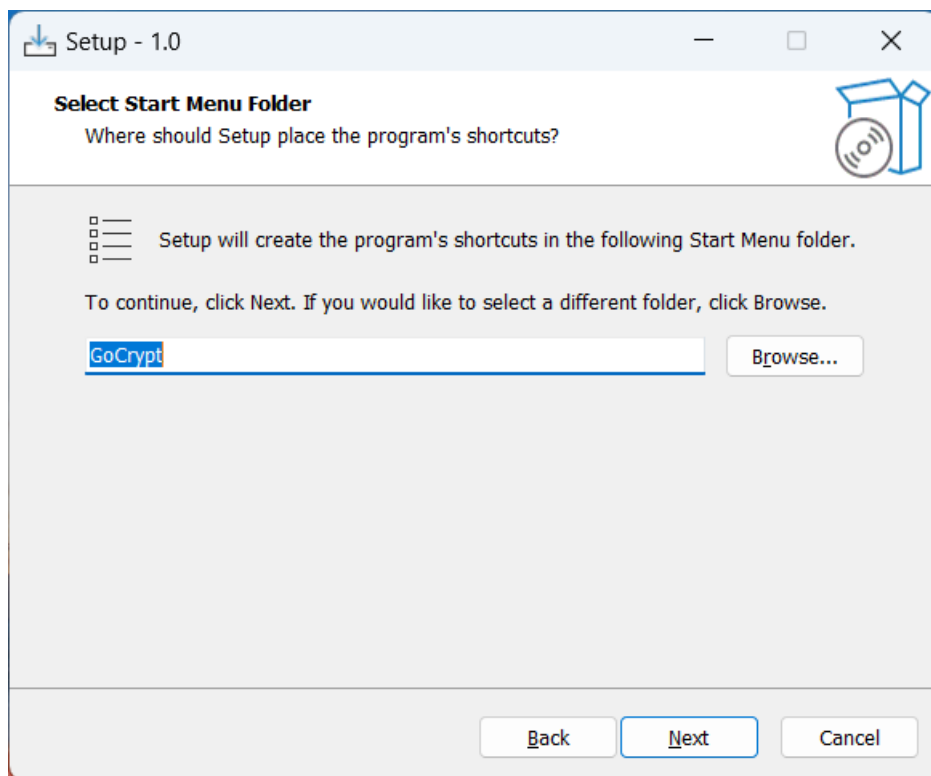 Setup - 1.0
Select Start Menu Folder
Where should Setup place the program's shortcuts?
Setup will create the program's shortcuts in the following Start Menu folder.
To continue, click Next. If you would like to select a different folder, click Browse.
GoCrypt
Browse...
Back
Next
Cancel